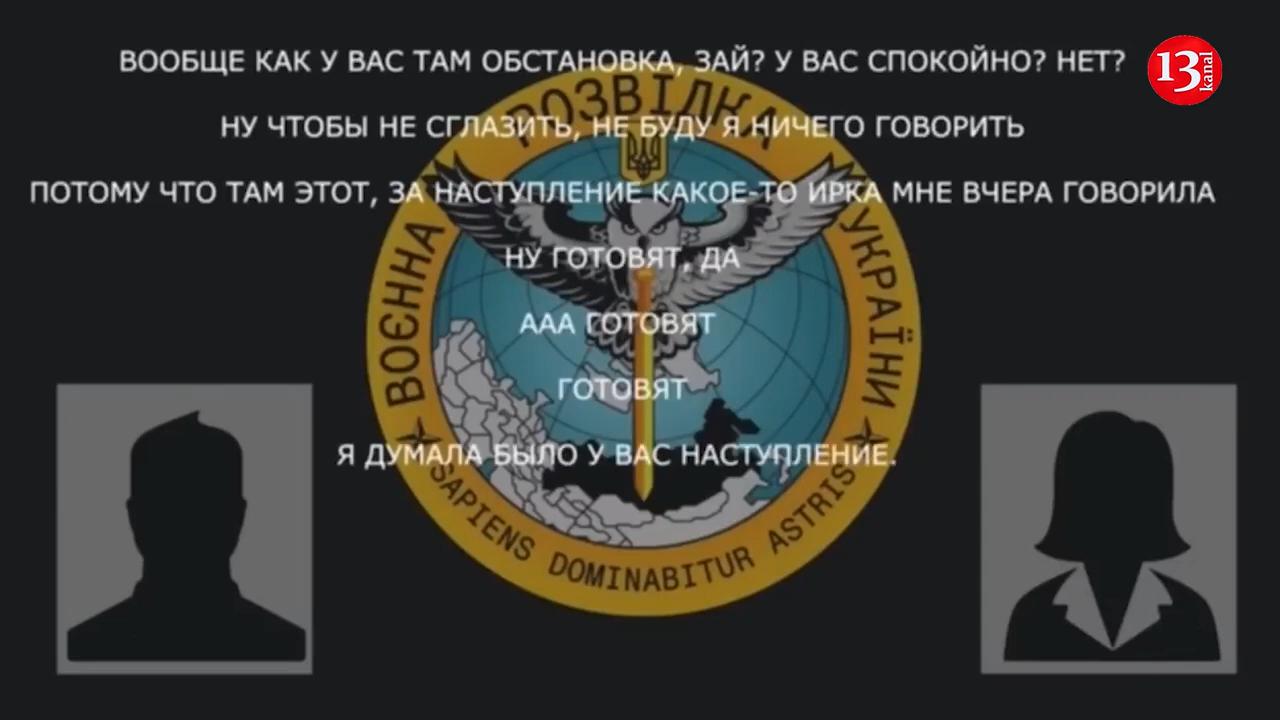 ВООБЩЕ КАК У ВАС ТАМ ОБСТАНОВКА, ЗАЙ? У ВАС СПОКОЙНО? НЕТ?
13 kanal
НУ ЧТОБЫ НЕ СГЛАЗИТЬ, НЕ БУДУ Я НИЧЕГО ГОВОРИТЬ
ПОТОМУ ЧТО ТАМ ЭТОТ, ЗА НАСТУПЛЕНИЕ КАКОЕ-ТО ИРКА МНЕ ВЧЕРА ГОВОРИЛА
НУ ГОТОВЯТ, ДА
ААА ГОТОВЯТ
ГОТОВЯТ
Я ДУМАЛА БЫЛО У ВАС НАСТУПЛЕНИЕ.
ВОЄННА РОЗВІДКА УКРАЇНИ
SAPIENS DOMINABITUR ASTRIS